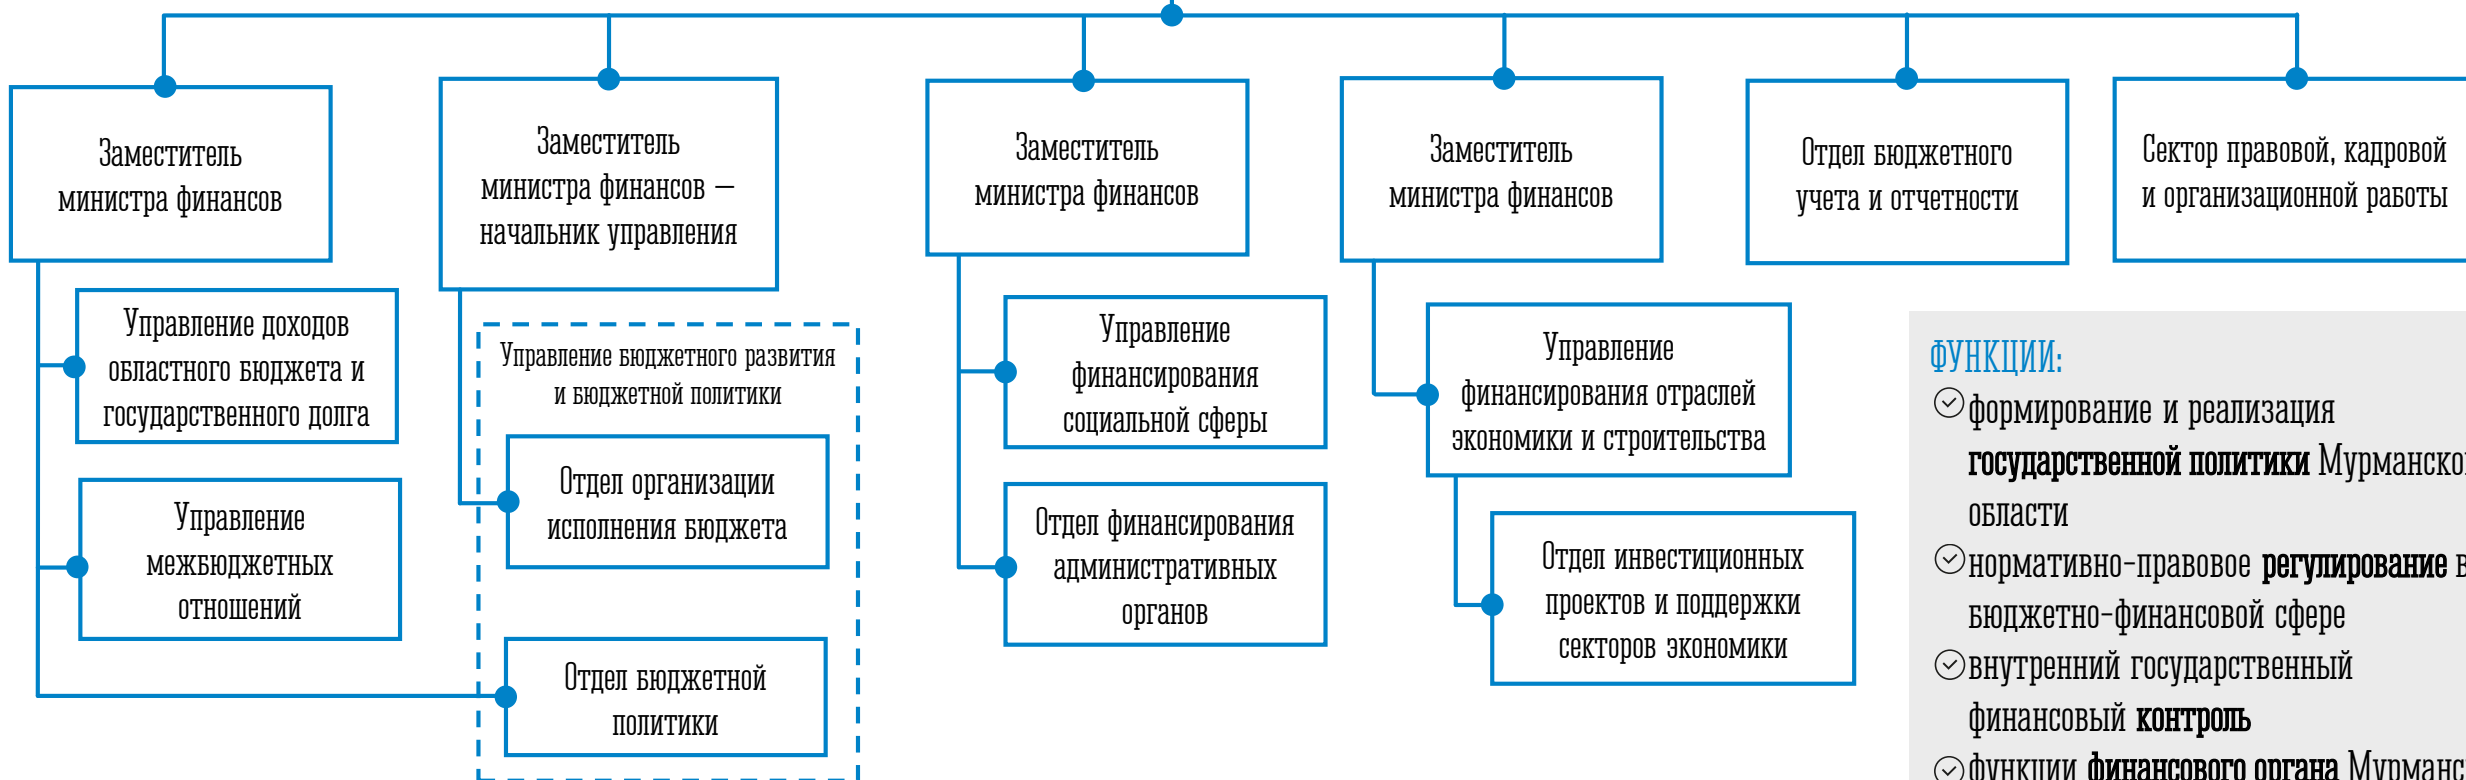 Заместитель
министра финансов
Заместитель
министра финансов –
начальник управления
Заместитель
министра финансов
Заместитель
министра финансов
Отдел бюджетного
учета и отчетности
Сектор правовой, кадровой
и организационной работы
Управление доходов
областного бюджета и
государственного долга
Управление
межбюджетных
отношений
Управление бюджетного развития
и бюджетной политики
Отдел организации
исполнения бюджета
Отдел бюджетной
политики
Управление
финансирования
социальной сферы
Отдел финансирования
административных
органов
Управление
финансирования отраслей
экономики и строительства
Отдел инвестиционных
проектов и поддержки
секторов экономики
ФУНКЦИИ:
формирование и реализация
государственной политики
области
нормативно-правовое регулирование в
бюджетно-финансовой сфере
внутренний государственный
финансовый контроль
функции финансового органа